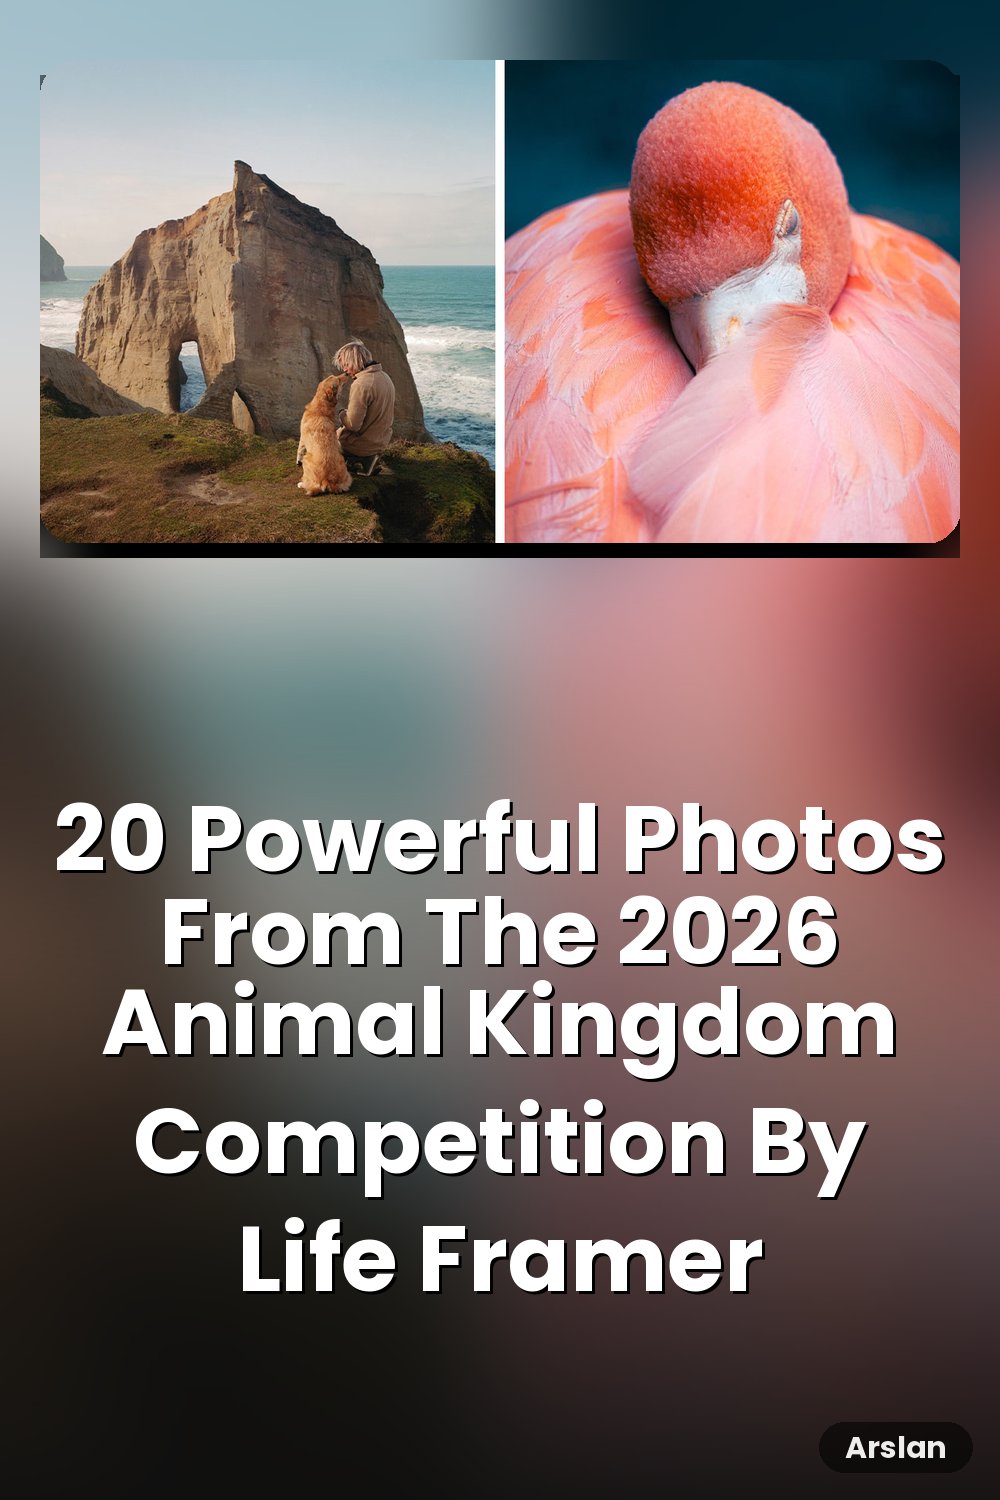 20 Powerful Photos
From The 2026
Animal Kingdom
Competition By
Life Framer
Arslan